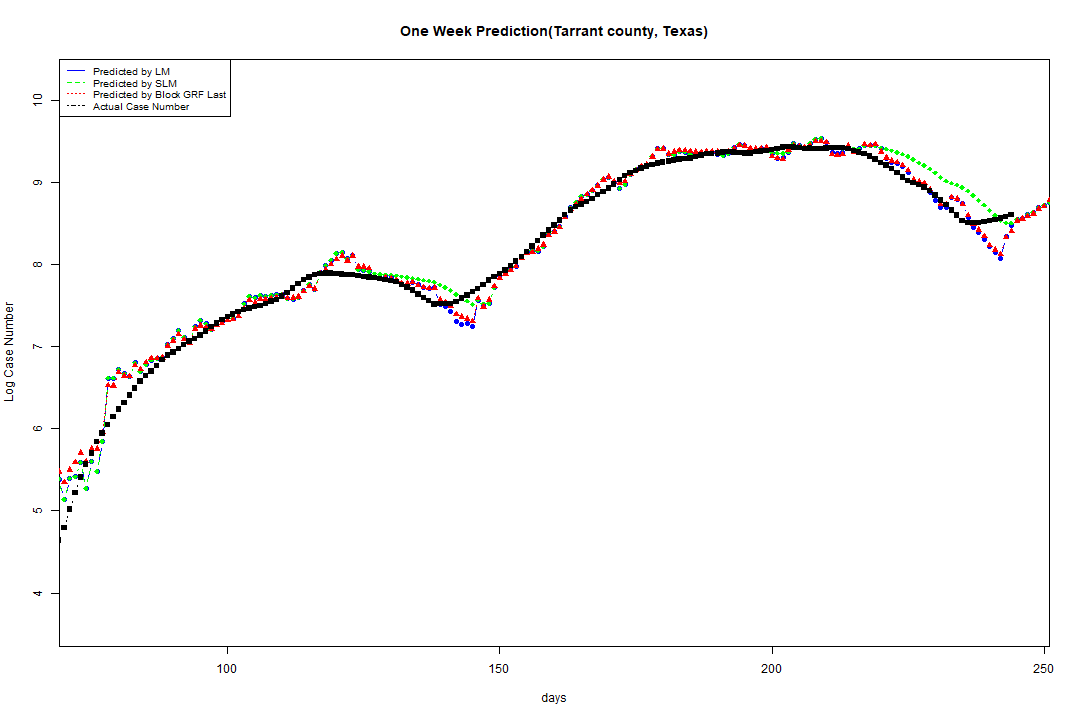 One Week Prediction(Tarrant county, Texas)
Predicted by LM
Predicted by SLM
Predicted by Block GRF Last
Actual Case Number
10
9
8
7
6
5
4
Log Case Number
100 150 200 250
days